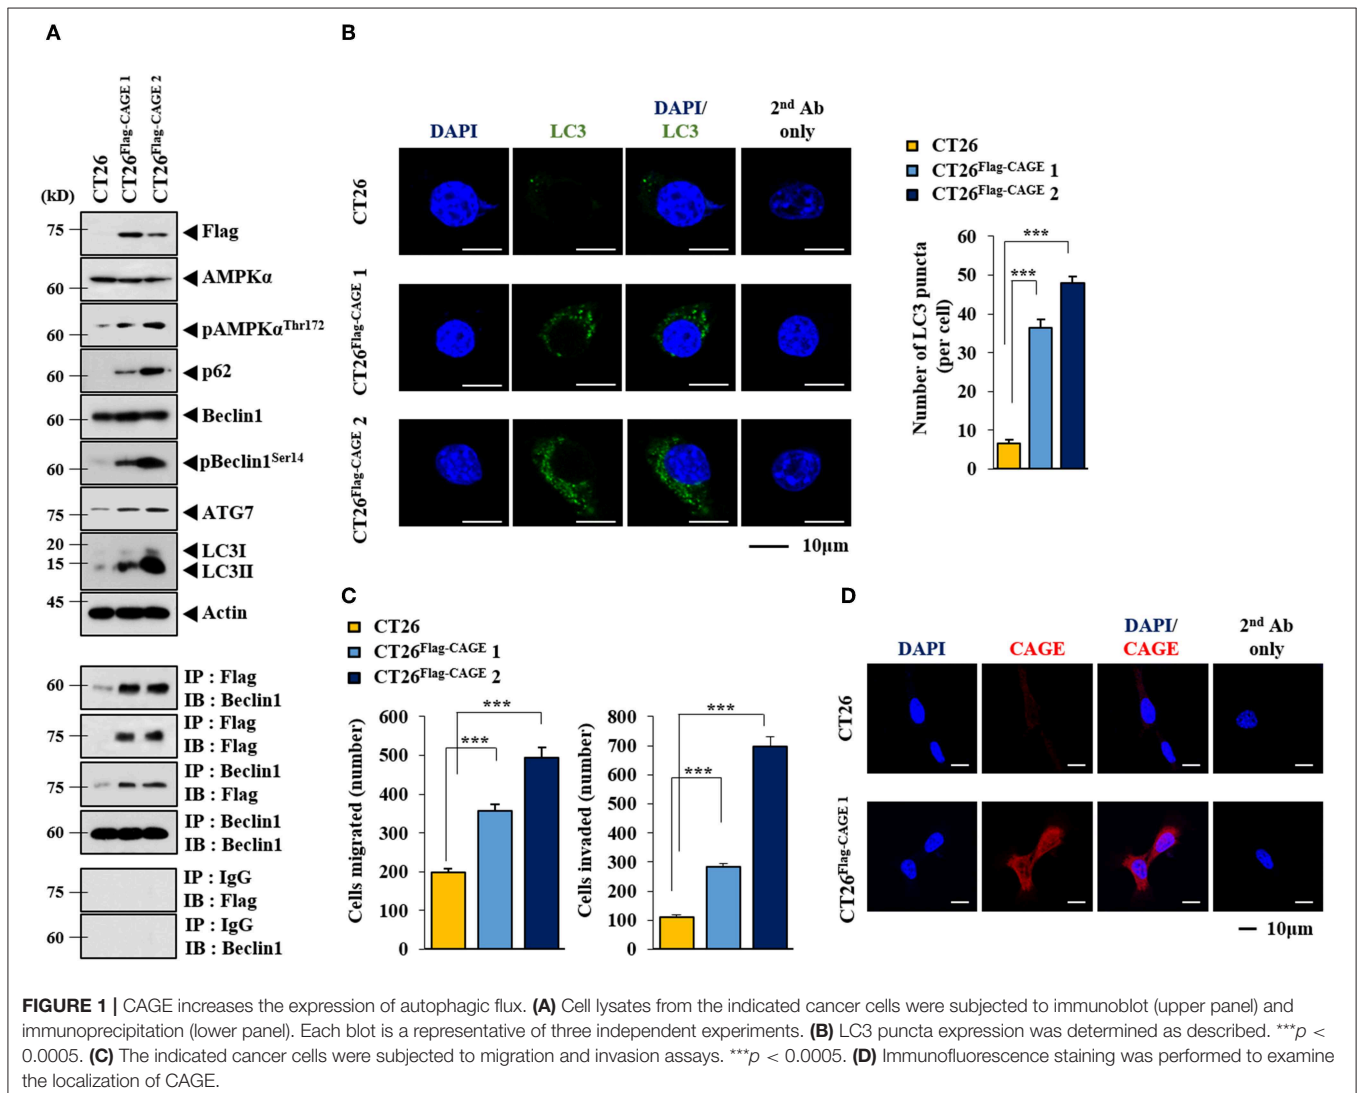 A
CT26
CT26Flag-CAGE 1
CT26Flag-CAGE 2
(kD)
75
Flag
AMPKα
60
pAMPKαThr172
60
p62
60
Beclin1
60
pBeclin1Ser14
60
ATG7
75
20
LC3I
15
LC3II
45
Actin
60
IP : Flag
IB : Beclin1
75
IP : Flag
IB : Flag
75
IP : Beclin1
IB : Flag
60
IP : Beclin1
IB : Beclin1
75
IP : IgG
IB : Flag
60
IP : IgG
IB : Beclin1
B
DAPI
LC3
DAPI/
LC3
2nd Ab
only
CT26
CT26Flag-CAGE 1
CT26Flag-CAGE 2
10μm
CT26
CT26Flag-CAGE 1
CT26Flag-CAGE 2
Number of LC3 puncta
(per cell)
60
50
40
30
20
10
0
***
***
C
CT26
CT26Flag-CAGE 1
CT26Flag-CAGE 2
Cells migrated (number)
600
500
400
300
200
100
0
***
***
Cells invaded (number)
800
700
600
500
400
300
200
100
0
***
***
D
DAPI
CAGE
DAPI/
CAGE
2nd Ab
only
CT26
CT26Flag-CAGE 1
10μm
FIGURE 1 | CAGE increases the expression of autophagic flux. (A) Cell lysates from the indicated cancer cells were subjected to immunoblot (upper panel) and
immunoprecipitation (lower panel). Each blot is a representative of three independent experiments. (B) LC3 puncta expression was determined as described. ***p <
0.0005. (C) The indicated cancer cells were subjected to migration and invasion assays. ***p < 0.0005. (D) Immunofluorescence staining was performed to examine
the localization of CAGE.